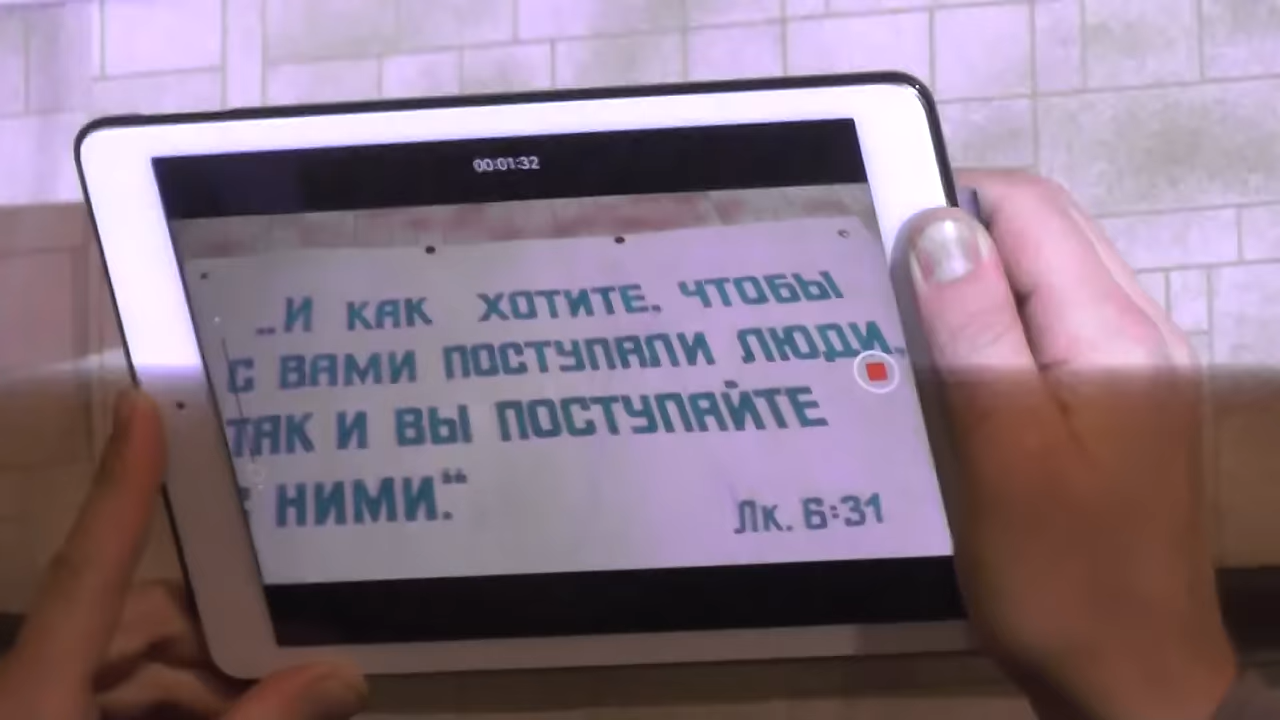 00:01:32
„И КАК ХОТИТЕ, ЧТОБЫ
С ВАМИ ПОСТУПАЛИ ЛЮДИ,
ТАК И ВЫ ПОСТУПАЙТЕ
НИМИ.“
Лк. 6:31